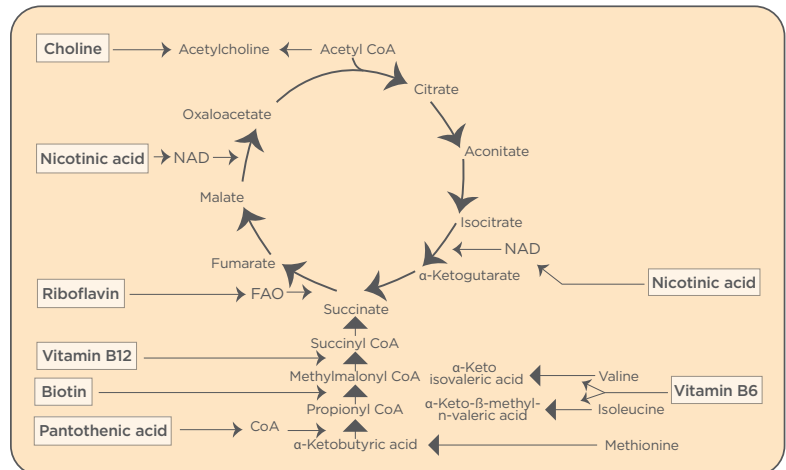 Choline
Acetylcholine
Acetyl CoA
Citrate
Oxaloacetate
Aconitate
Nicotinic acid
NAD
Malate
Isocitrate
NAD
Fumarate
α-Ketogutarate
Nicotinic acid
Riboflavin
FAO
Succinate
Succinyl CoA
Vitamin B12
Methylmalonyl CoA
α-Keto
isovaleric acid
Valine
Biotin
Vitamin B6
Propionyl CoA
α-Keto-ß-methyl-
n-valeric acid
Isoleucine
Pantothenic acid
CoA
α-Ketobutyric acid
Methionine